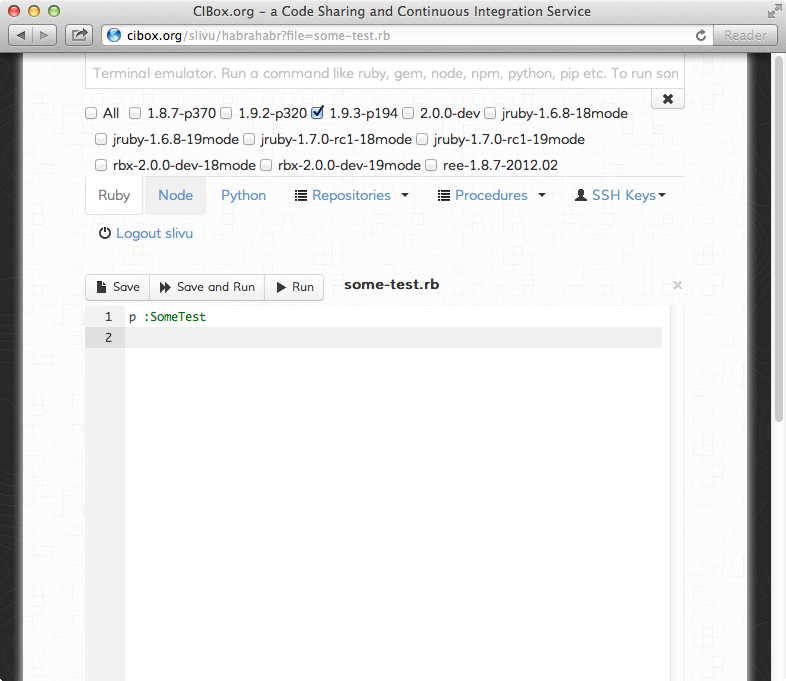 CIBox.org – a Code Sharing and Continuous Integration Service
cibox.org/slivu/habrahabr?file=some-test.rb
Reader
Terminal emulator. Run a command like ruby, gem, node, npm, python, pip etc. To run son
All 1.8.7-p370 1.9.2-p320 1.9.3-p194 2.0.0-dev jruby-1.6.8-18mode
jruby-1.6.8-19mode jruby-1.7.0-rc1-18mode jruby-1.7.0-rc1-19mode
rbx-2.0.0-dev-18mode rbx-2.0.0-dev-19mode ree-1.8.7-2012.02
Ruby Node Python Repositories Procedures SSH Keys
Logout slivu
Save Save and Run Run some-test.rb
1 p :SomeTest
2